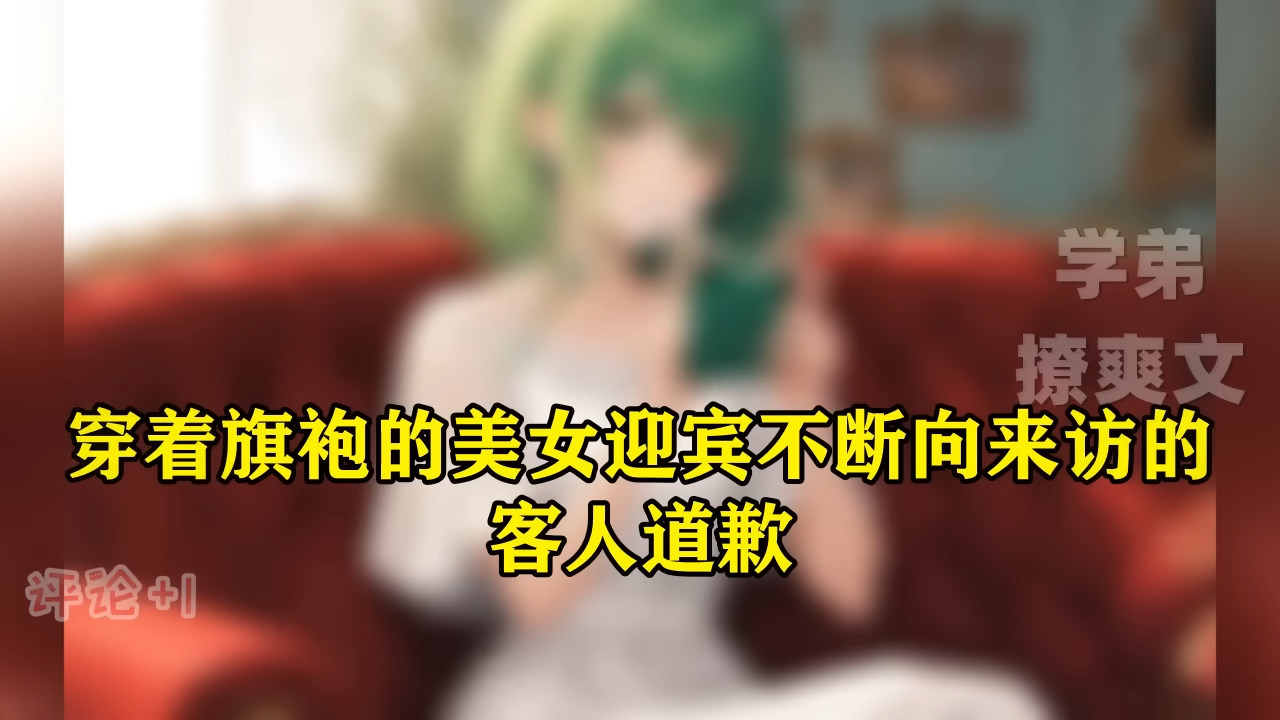 学弟
撩爽文
穿着旗袍的美女迎宾不断向来访的
客人道歉
评论+1